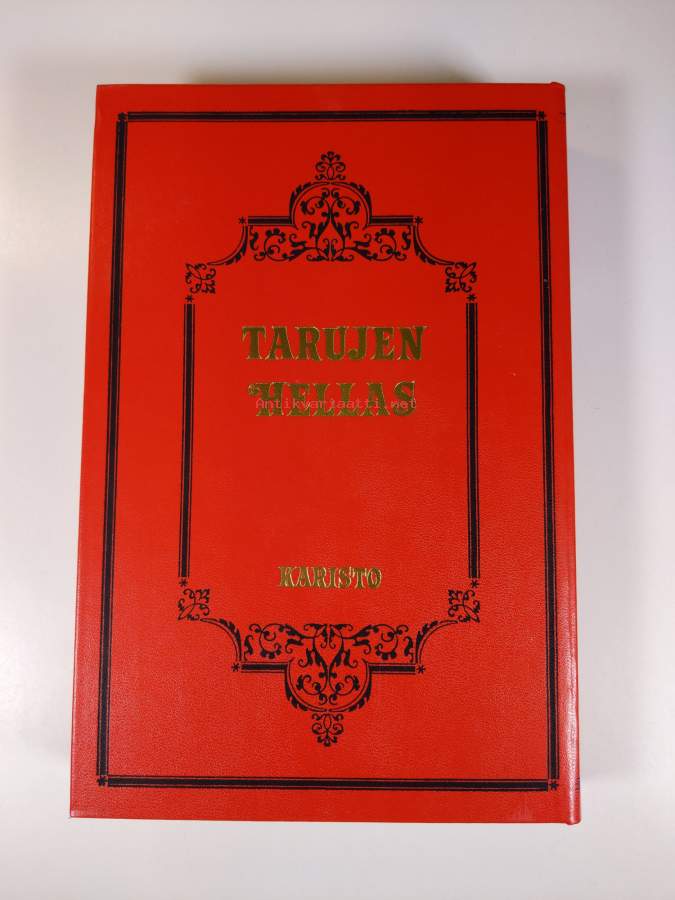 TARUJEN
HELLAS
Antikvariaatti.net
KARISTO